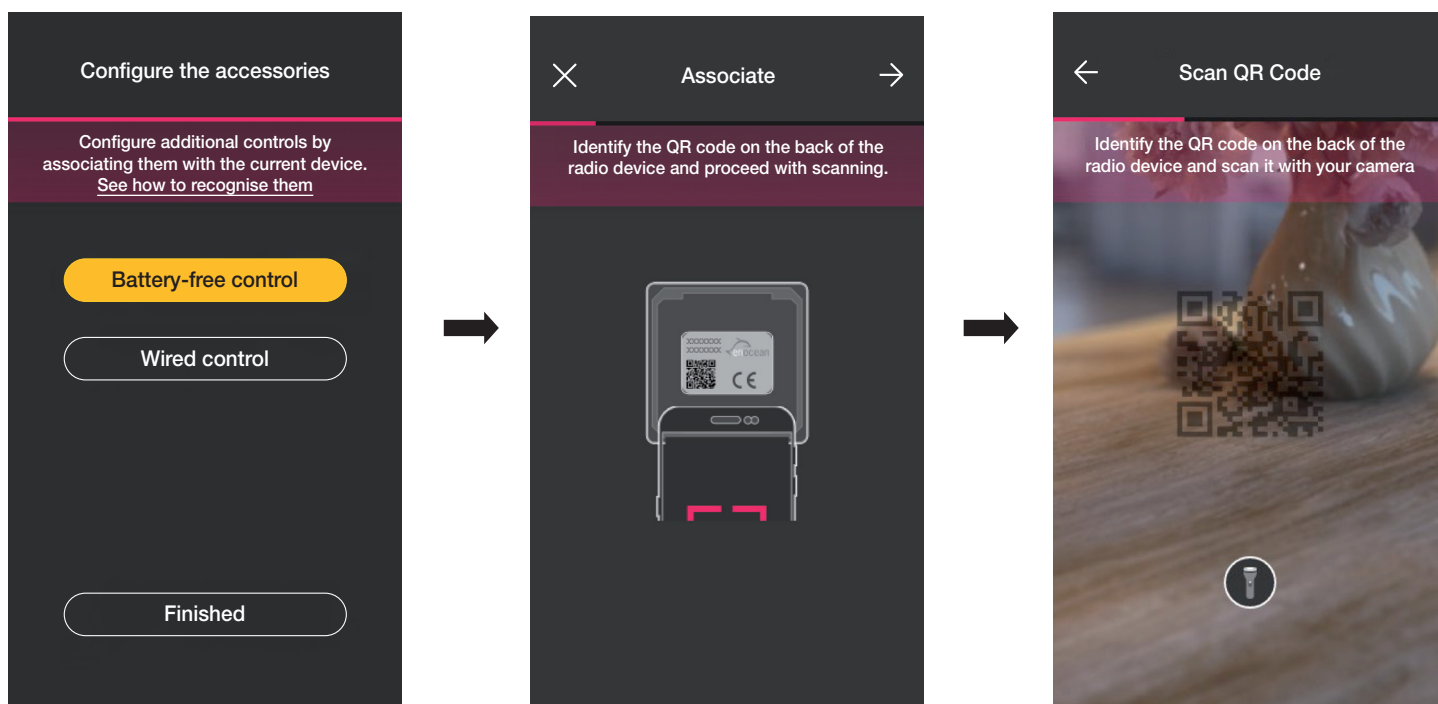 Configure the accessories
Configure additional controls by
associating them with the current device.
See how to recognise them
Battery-free control
Wired control
Finished
Associate
Identify the QR code on the back of the
radio device and proceed with scanning.
XXXXXXX
XXXXXXX
enocean
CE
Scan QR Code
Identify the QR code on the back of the
radio device and scan it with your camera